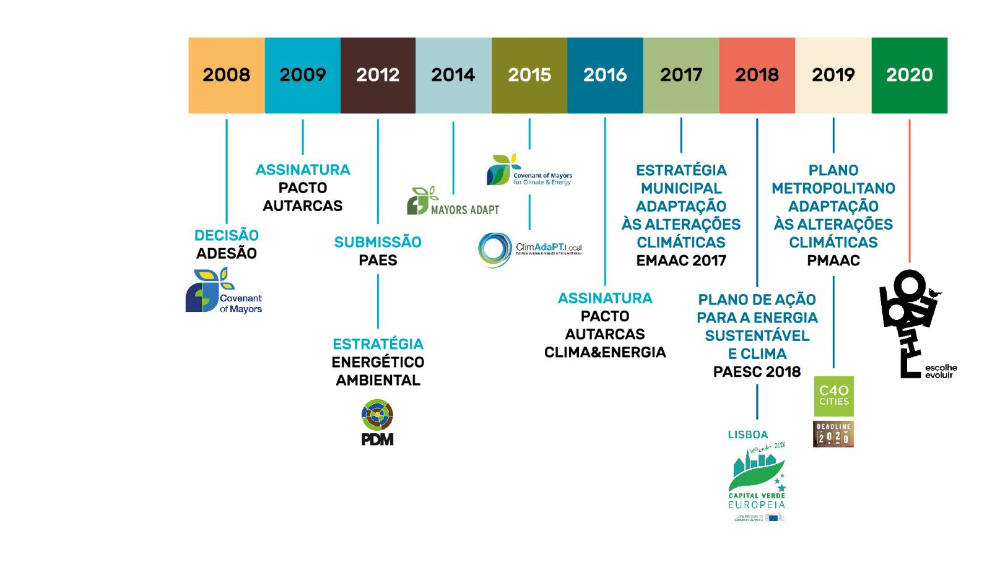 2008
2009
2012
2014
2015
2016
2017
2018
2019
2020
DECISÃO
ADESÃO
Covenant
of Mayors
ASSINATURA
PACTO
AUTARCAS
SUBMISSÃO
PAES
ESTRATÉGIA
ENERGÉTICO
AMBIENTAL
PDM
MAYORS ADAPT
Covenant of Mayors
for Climate & Energy
ClimAdaPT.Local
ASSINATURA
PACTO
AUTARCAS
CLIMA&ENERGIA
ESTRATÉGIA
MUNICIPAL
ADAPTAÇÃO
ÀS ALTERAÇÕES
CLIMÁTICAS
EMAAC 2017
PLANO DE AÇÃO
PARA A ENERGIA
SUSTENTÁVEL
E CLIMA
PAESC 2018
LISBOA
2020
CAPITAL VERDE
EUROPEIA
PLANO
METROPOLITANO
ADAPTAÇÃO
ÀS ALTERAÇÕES
CLIMÁTICAS
PMAAC
C40
CITIES
DEADLINE
2020
escolhe
evoluir